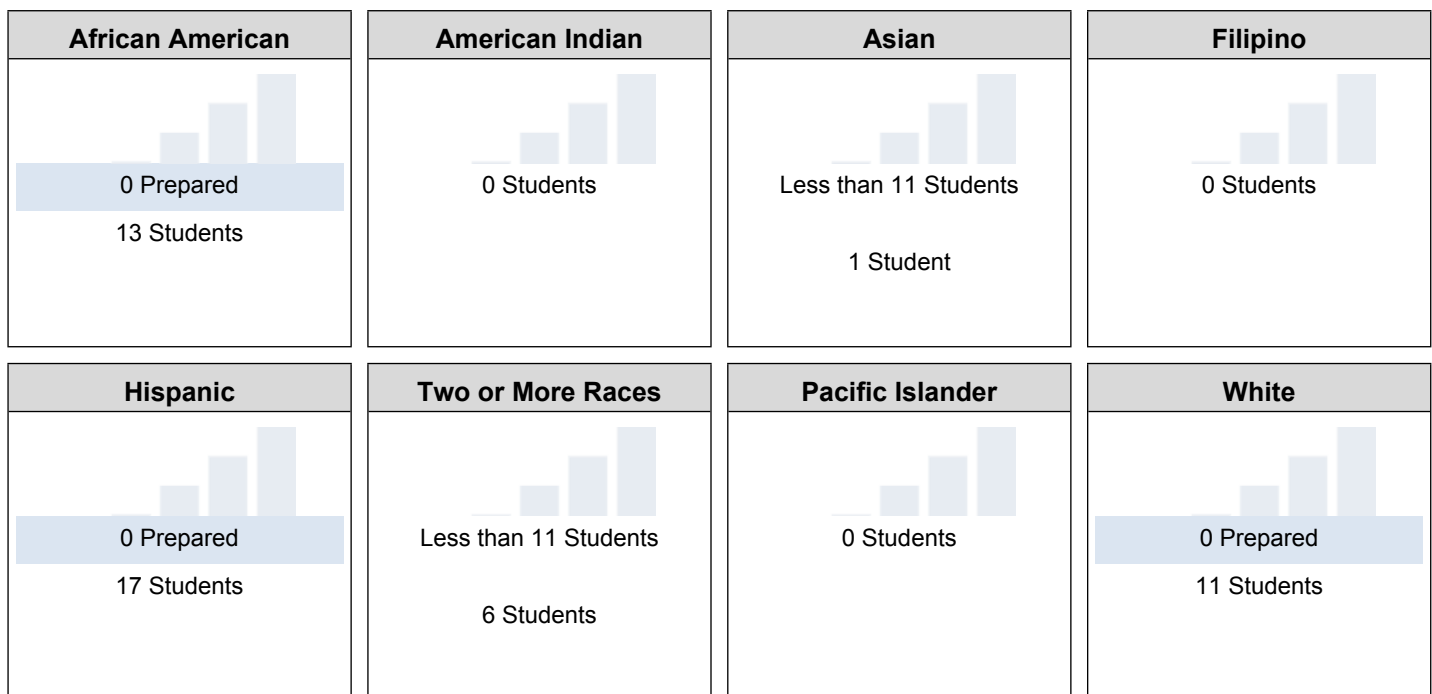 African American
0 Prepared
13 Students
American Indian
0 Students
Asian
Less than 11 Students
1 Student
Filipino
0 Students
Hispanic
0 Prepared
17 Students
Two or More Races
Less than 11 Students
6 Students
Pacific Islander
0 Students
White
0 Prepared
11 Students